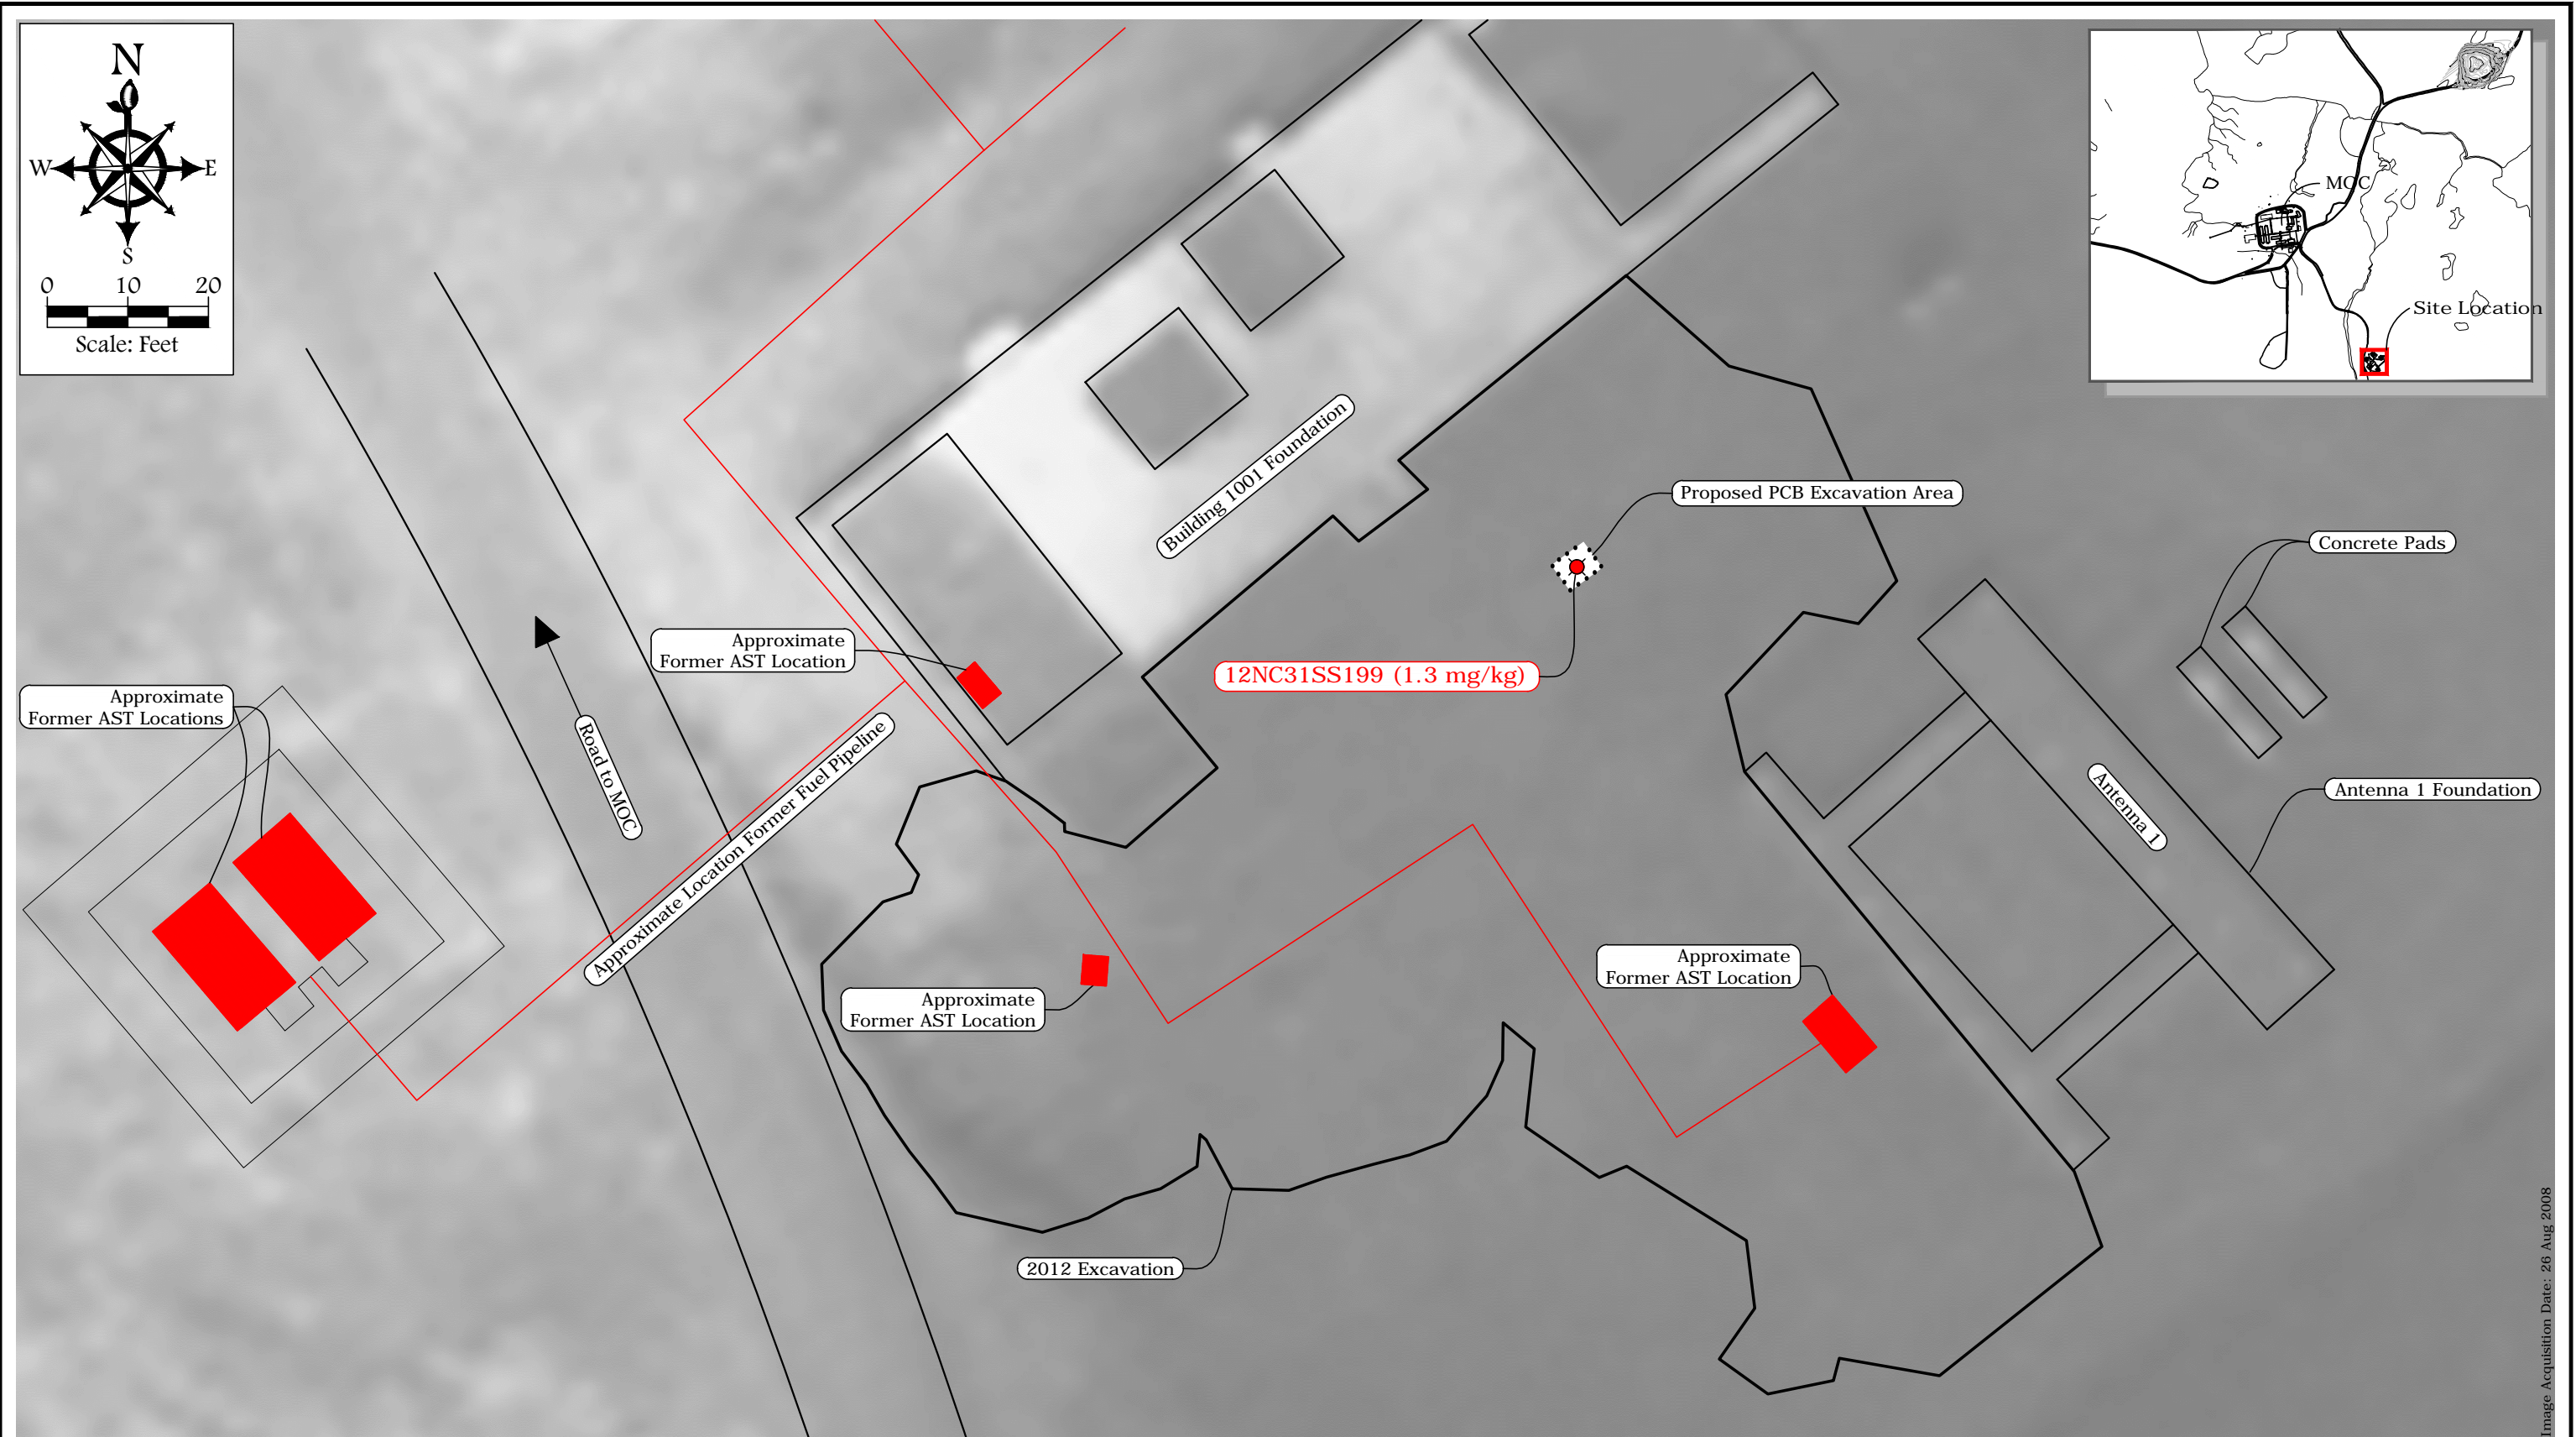 N
W
E
S
0 10 20
Scale: Feet
MOC
Site Location
Building 1001 Foundation
Proposed PCB Excavation Area
Concrete Pads
Approximate
Former AST Location
12NC31SS199 (1.3 mg/kg)
Approximate
Former AST Locations
Road to MOC
Approximate Location Former Fuel Pipeline
Antenna 1
Antenna 1 Foundation
Approximate
Former AST Location
Approximate
Former AST Location
2012 Excavation
Image Acquisition Date: 26 Aug 2008